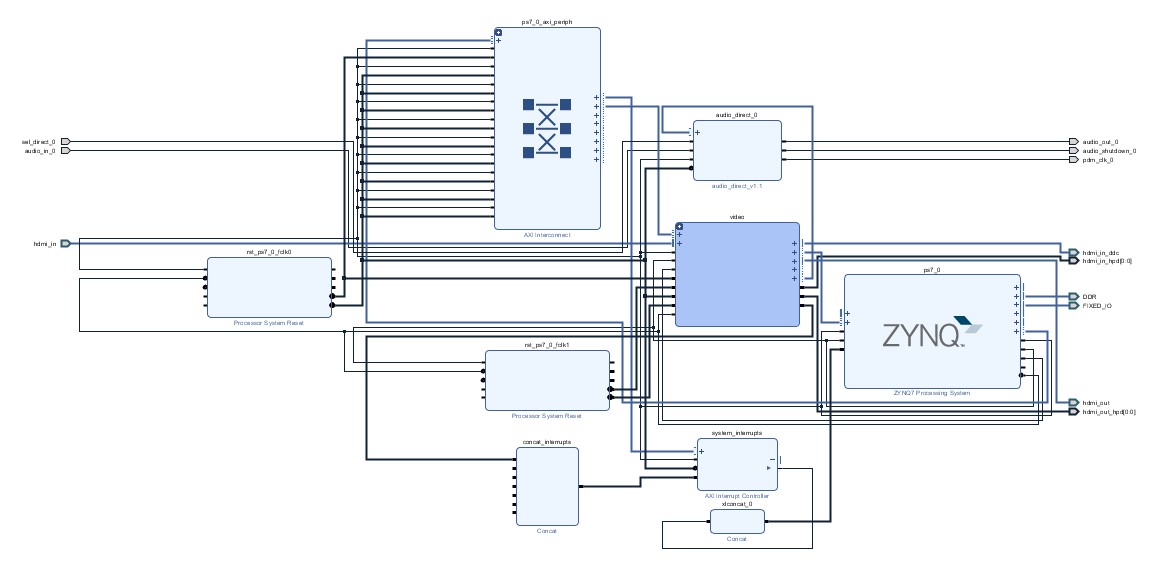 ps7_0_axi_periph
AXI Interconnect
audio_direct_0
audio_direct_v1.1
sel_direct_0
audio_in_0
audio_out_0
audio_shutdown_0
pdm_clk_0
video
hdmi_in
hdmi_in_ddc
hdmi_in_hpd[0:0]
rst_ps7_0_fclk0
Processor System Reset
ps7_0
ZYNQ
ZYNQ7 Processing System
DDR
FIXED_IO
rst_ps7_0_fclk1
Processor System Reset
hdmi_out
hdmi_out_hpd[0:0]
concat_interrupts
Concat
system_interrupts
AXI Interrupt Controller
xlconcat_0
Concat